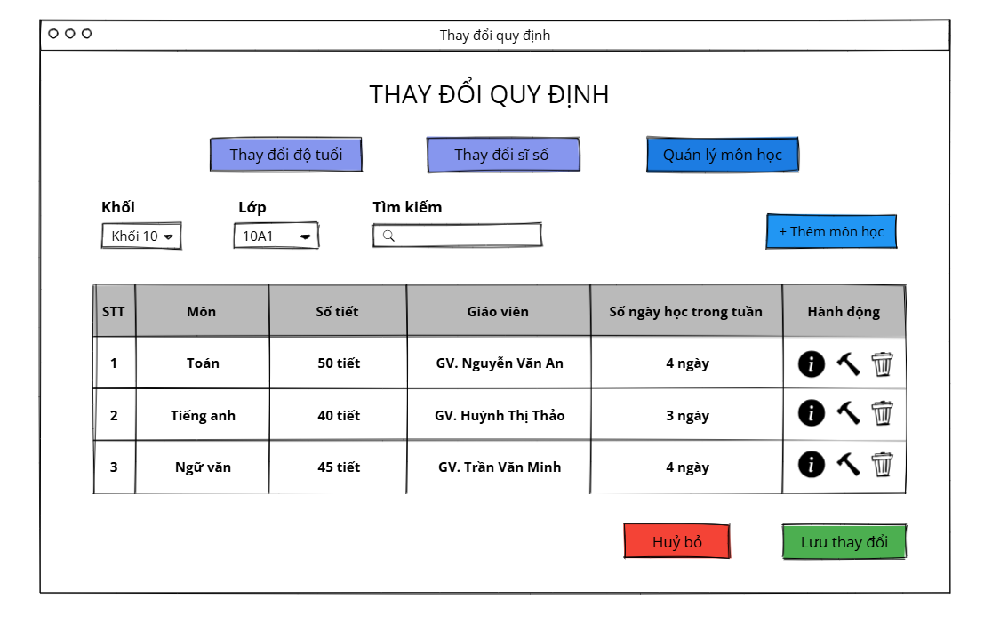 Thay đổi quy định
THAY ĐỔI QUY ĐỊNH
Thay đổi độ tuổi Thay đổi sĩ số Quản lý môn học
Khối Lớp Tìm kiếm
Khối 10 10A1 + Thêm môn học
STT Môn Số tiết Giáo viên Số ngày học trong tuần Hành động
1 Toán 50 tiết GV. Nguyễn Văn An 4 ngày
2 Tiếng anh 40 tiết GV. Huỳnh Thị Thảo 3 ngày
3 Ngữ văn 45 tiết GV. Trần Văn Minh 4 ngày
Huỷ bỏ Lưu thay đổi